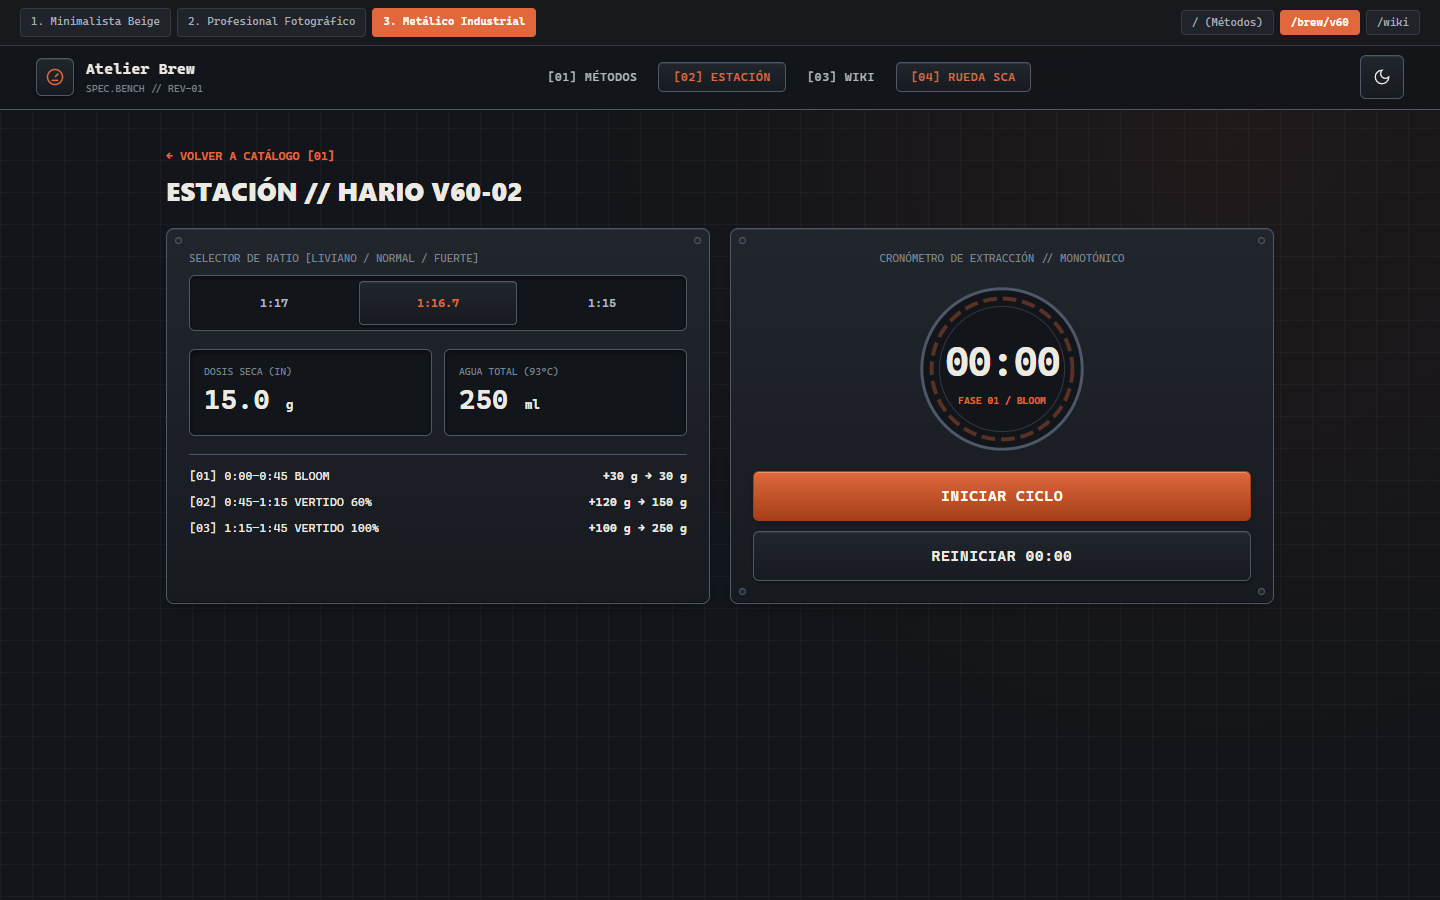 1. Minimalista Beige
2. Profesional Fotográfico
3. Metálico Industrial
/ (Métodos)
/brew/v60
/wiki
Atelier Brew
SPEC.BENCH // REV-01
[01] MÉTODOS
[02] ESTACIÓN
[03] WIKI
[04] RUEDA SCA
← VOLVER A CATÁLOGO [01]
ESTACIÓN // HARIO V60-02
SELECTOR DE RATIO [LIVIANO / NORMAL / FUERTE]
1:17
1:16.7
1:15
DOSIS SECA (IN)
15.0 g
AGUA TOTAL (93°C)
250 ml
[01] 0:00–0:45 BLOOM
+30 g → 30 g
[02] 0:45–1:15 VERTIDO 60%
+120 g → 150 g
[03] 1:15–1:45 VERTIDO 100%
+100 g → 250 g
CRONÓMETRO DE EXTRACCIÓN // MONOTÓNICO
00:00
FASE 01 / BLOOM
INICIAR CICLO
REINICIAR 00:00